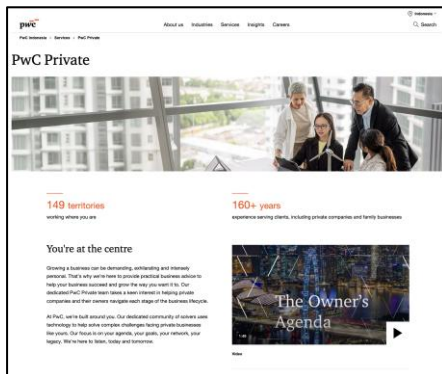 Indonesia
pwc
About us Industries Services Insights Careers
Search
PwC Indonesia Services PwC Private
PwC Private
149 territories
working where you are
160+ years
experience serving clients, including private companies and family businesses
You're at the centre
Growing a business can be demanding, exhilarating and intensely
personal. That's why we're here to provide practical business advice to
help your business succeed and grow the way you want it to. Our
dedicated PwC Private team takes a keen interest in helping private
companies and their owners navigate each stage of the business lifecycle.
At PwC, we're built around you. Our dedicated community of solvers uses
technology to help solve complex challenges facing private businesses
like yours. Our focus is on your agenda, your goals, your network, your
legacy. We're here to listen, today and tomorrow.
The Owner's
Agenda
1:49
Video